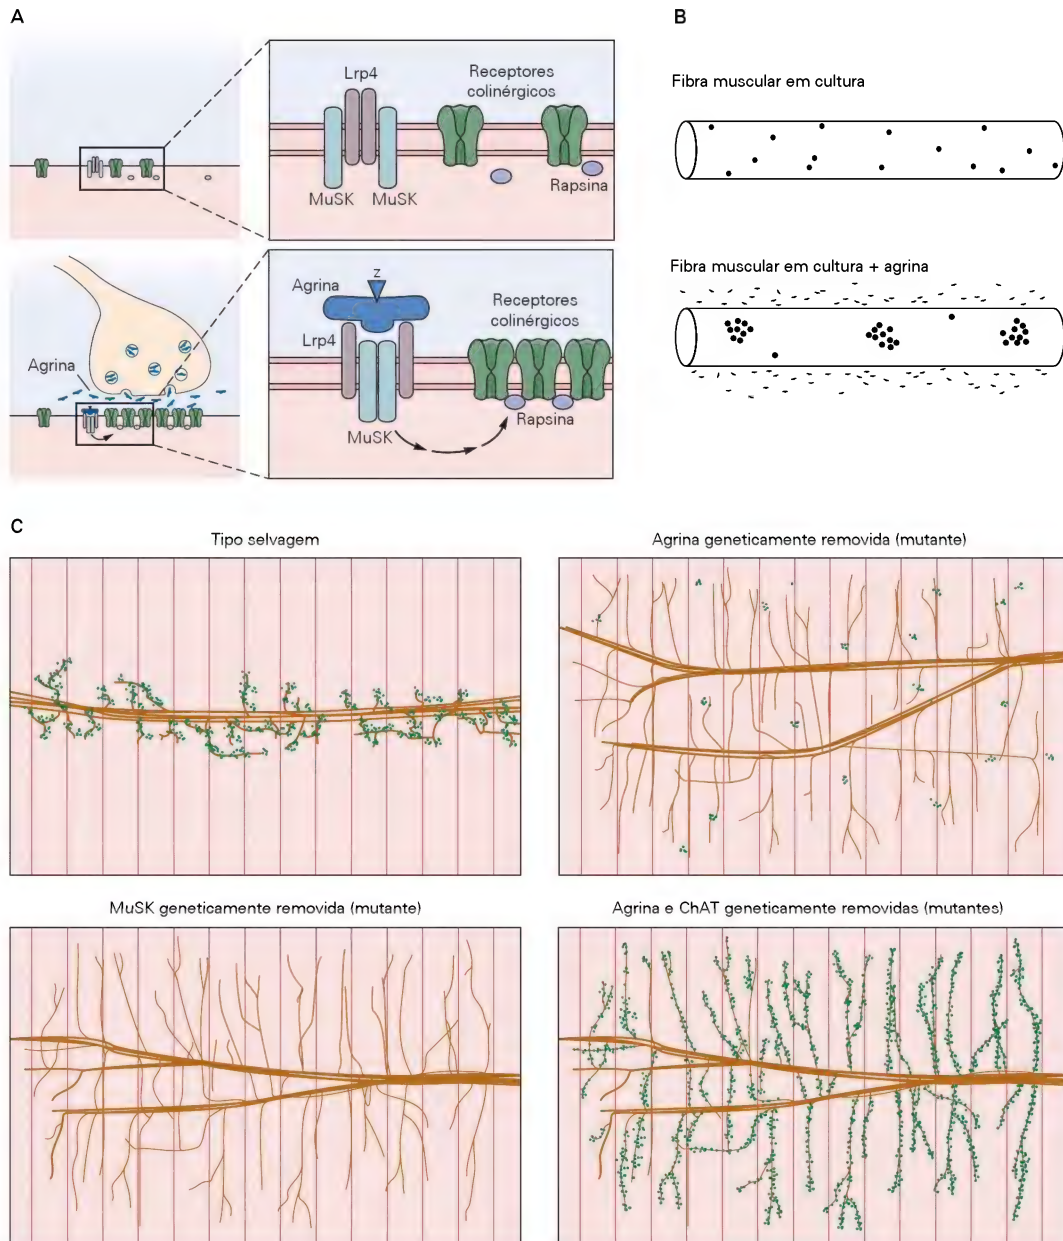 A
Lrp4
Receptores
colinérgicos
MuSK
MuSK
Rapsina
Agrina
z
Agrina
Lrp4
Receptores
colinérgicos
MuSK
Rapsina
B
Fibra muscular em cultura
Fibra muscular em cultura + agrina
C
Tipo selvagem
Agrina geneticamente removida (mutante)
MuSK geneticamente removida (mutante)
Agrina e ChAT geneticamente removidas (mutantes)